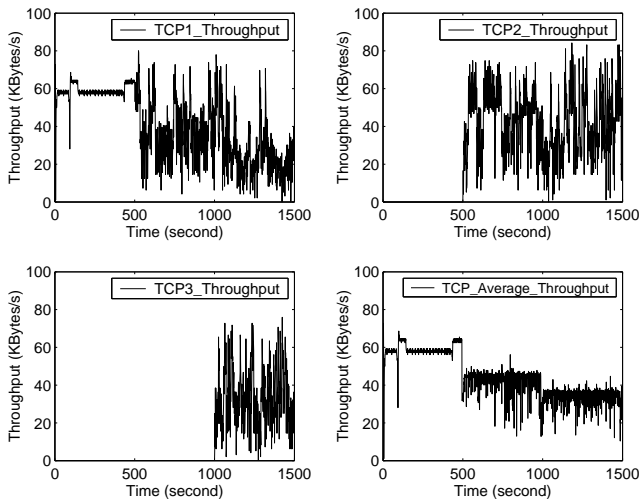 TCP1_Throughput
Throughput (KBytes/s)
100
80
60
40
20
0
0 500 1000 1500
Time (second)
TCP2_Throughput
Throughput (KBytes/s)
100
80
60
40
20
0
0 500 1000 1500
Time (second)
TCP3_Throughput
Throughput (KBytes/s)
100
80
60
40
20
0
0 500 1000 1500
Time (second)
TCP_Average_Throughput
Throughput (KBytes/s)
100
80
60
40
20
0
0 500 1000 1500
Time (second)